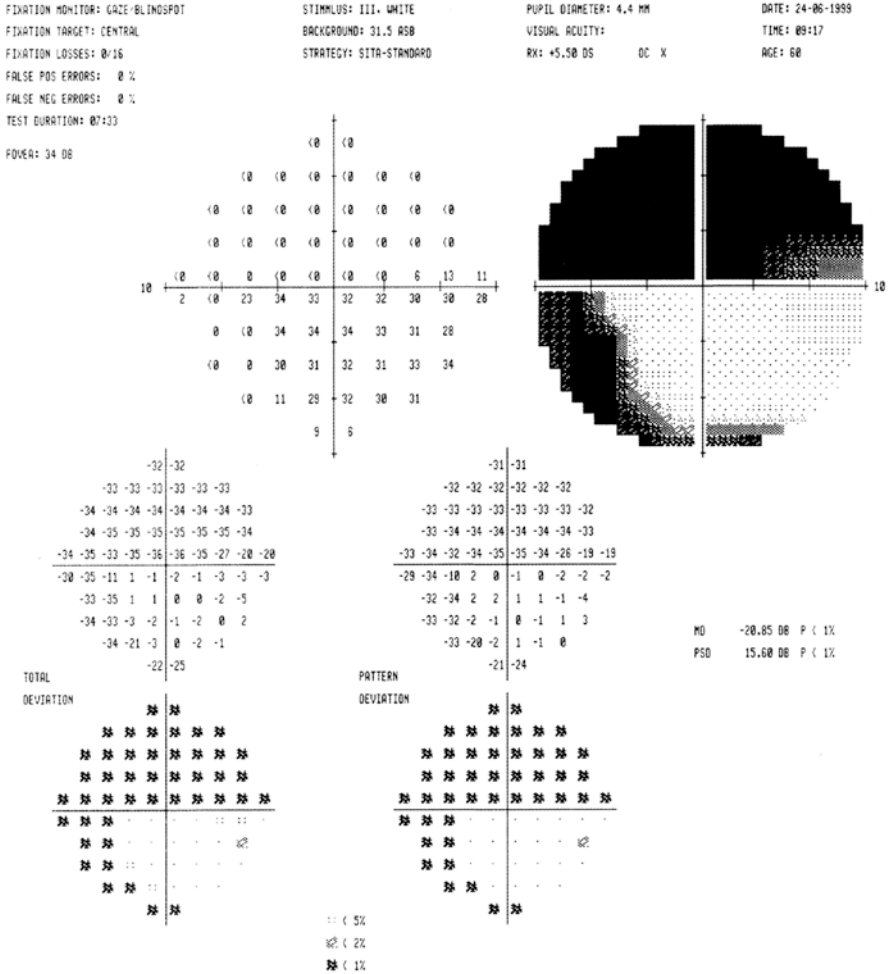 FIXATION MONITOR: GAZE/BLINDSPOT STIMULUS: III. WHITE PUPIL DIAMETER: 4.4 MM DATE: 24-06-1999
FIXATION TARGET: CENTRAL BACKGROUND: 31.5 ASB VISUAL ACUITY: TIME: 09:17
FIXATION LOSSES: 0/16 STRATEGY: SITA-STANDARD RX: +5.50 DS DC X AGE: 60
FALSE POS ERRORS: 0 %
FALSE NEG ERRORS: 0 %
TEST DURATION: 07:33
FOVEA: 34 DB
<0 <0
<0 <0 <0 <0 <0 <0
<0 <0 <0 <0 <0 <0 <0 <0
<0 <0 <0 <0 <0 <0 <0 <0
<0 <0 0 <0 <0 <0 <0 6 13 11
10 10
2 <0 23 34 33 32 32 30 30 28
0 <0 34 34 34 33 31 28
<0 0 30 31 32 31 33 34
<0 11 29 32 30 31
9 6
-32 -32 -31 -31
-33 -33 -33 -33 -33 -33 -32 -32 -32 -32 -32 -32
-34 -34 -34 -34 -34 -34 -34 -33 -33 -33 -33 -33 -33 -33 -33 -32
-34 -35 -35 -35 -35 -35 -35 -34 -33 -34 -34 -34 -34 -34 -34 -33
-34 -35 -33 -35 -36 -36 -35 -27 -20 -20 -33 -34 -32 -34 -35 -35 -34 -26 -19 -19
-30 -35 -11 1 -1 -2 -1 -3 -3 -3 -29 -34 -10 2 0 -1 0 -2 -2 -2
-33 -35 1 1 0 0 -2 -5 -32 -34 2 2 1 1 -1 -4
-34 -33 -3 -2 -1 -2 0 2 -33 -32 -2 -1 0 -1 1 3
-34 -21 -3 0 -2 -1 -33 -20 -2 1 -1 0
-22 -25 -21 -24
MD -20.85 DB P < 1%
PSD 15.60 DB P < 1%
TOTAL PATTERN
DEVIATION DEVIATION
< 5%
< 2%
< 1%